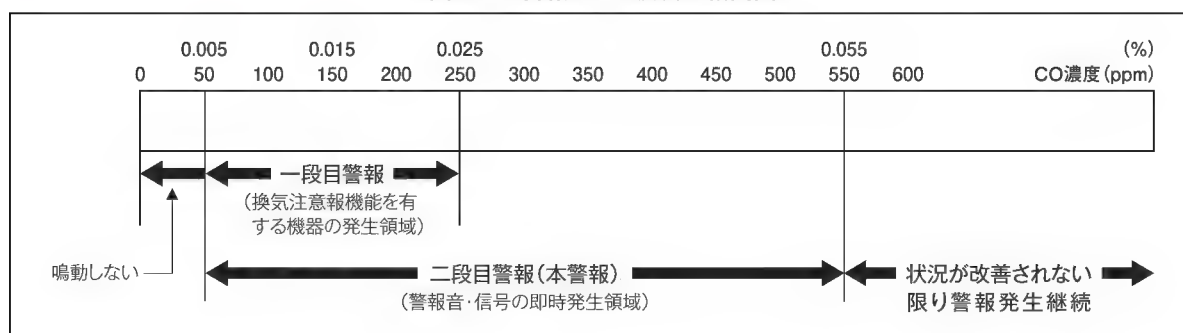 0.005 0.015 0.025 0.055 (%)
0 50 100 150 200 250 300 350 400 450 500 550 600 CO濃度(ppm)
一段目警報
(換気注意報機能を有
する機器の発生領域)
鳴動しない
二段目警報(本警報)
(警報音·信号の即時発生領域)
状況が改善されない
限り警報発生継続